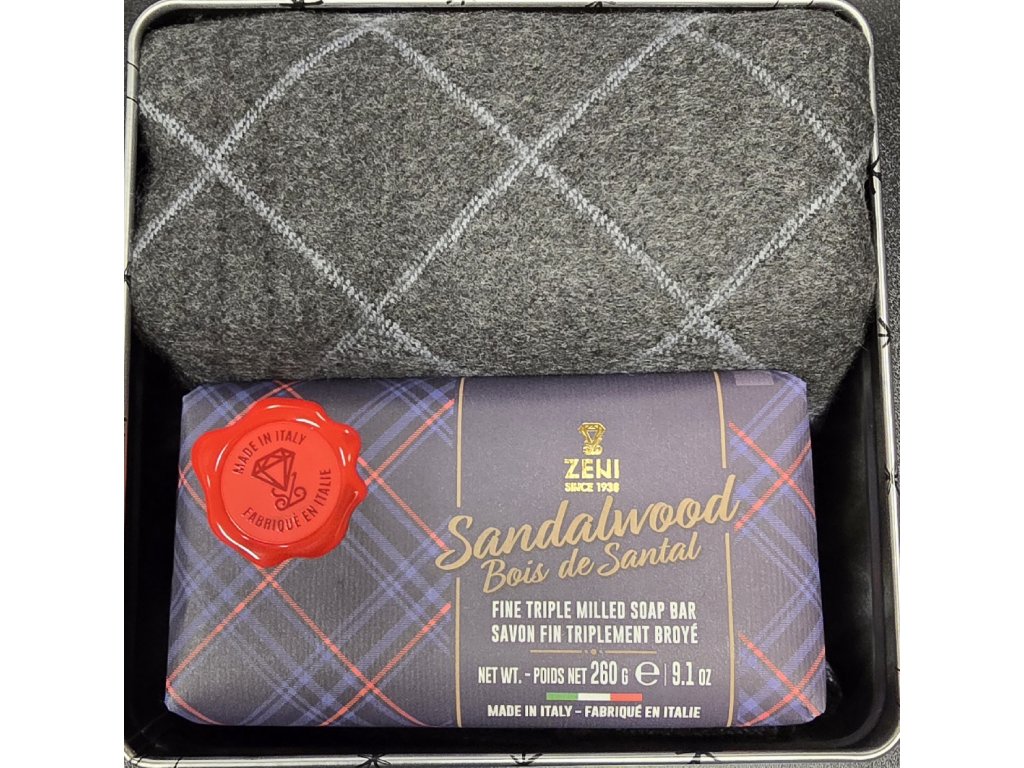 MADE IN ITALY
FABRIQUÉ EN ITALIE
ZENI
SINCE 1938
Sandalwood
Bois de Santal
FINE TRIPLE MILLED SOAP BAR
SAVON FIN TRIPLEMENT BROYÉ
NET WT. - POIDS NET 260 G e | 9.1 OZ
MADE IN ITALY - FABRIQUÉ EN ITALIE